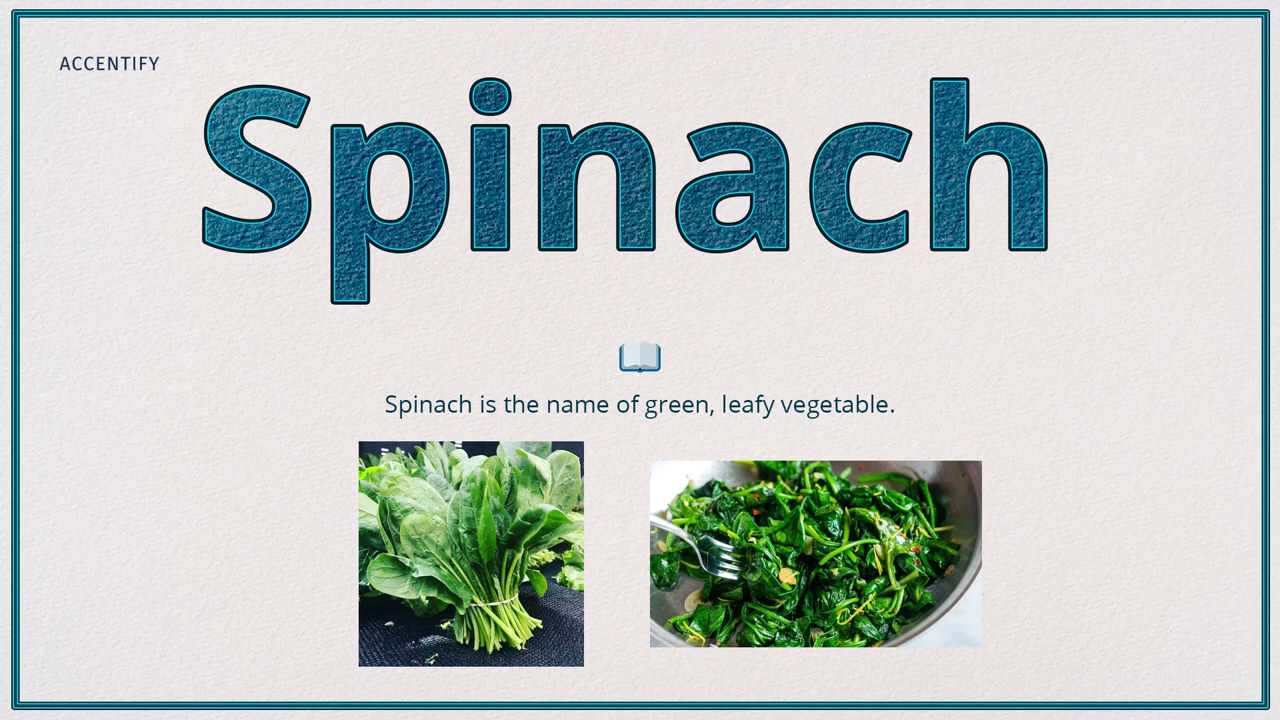 ACCENTIFY
Spinach
Spinach is the name of green, leafy vegetable.